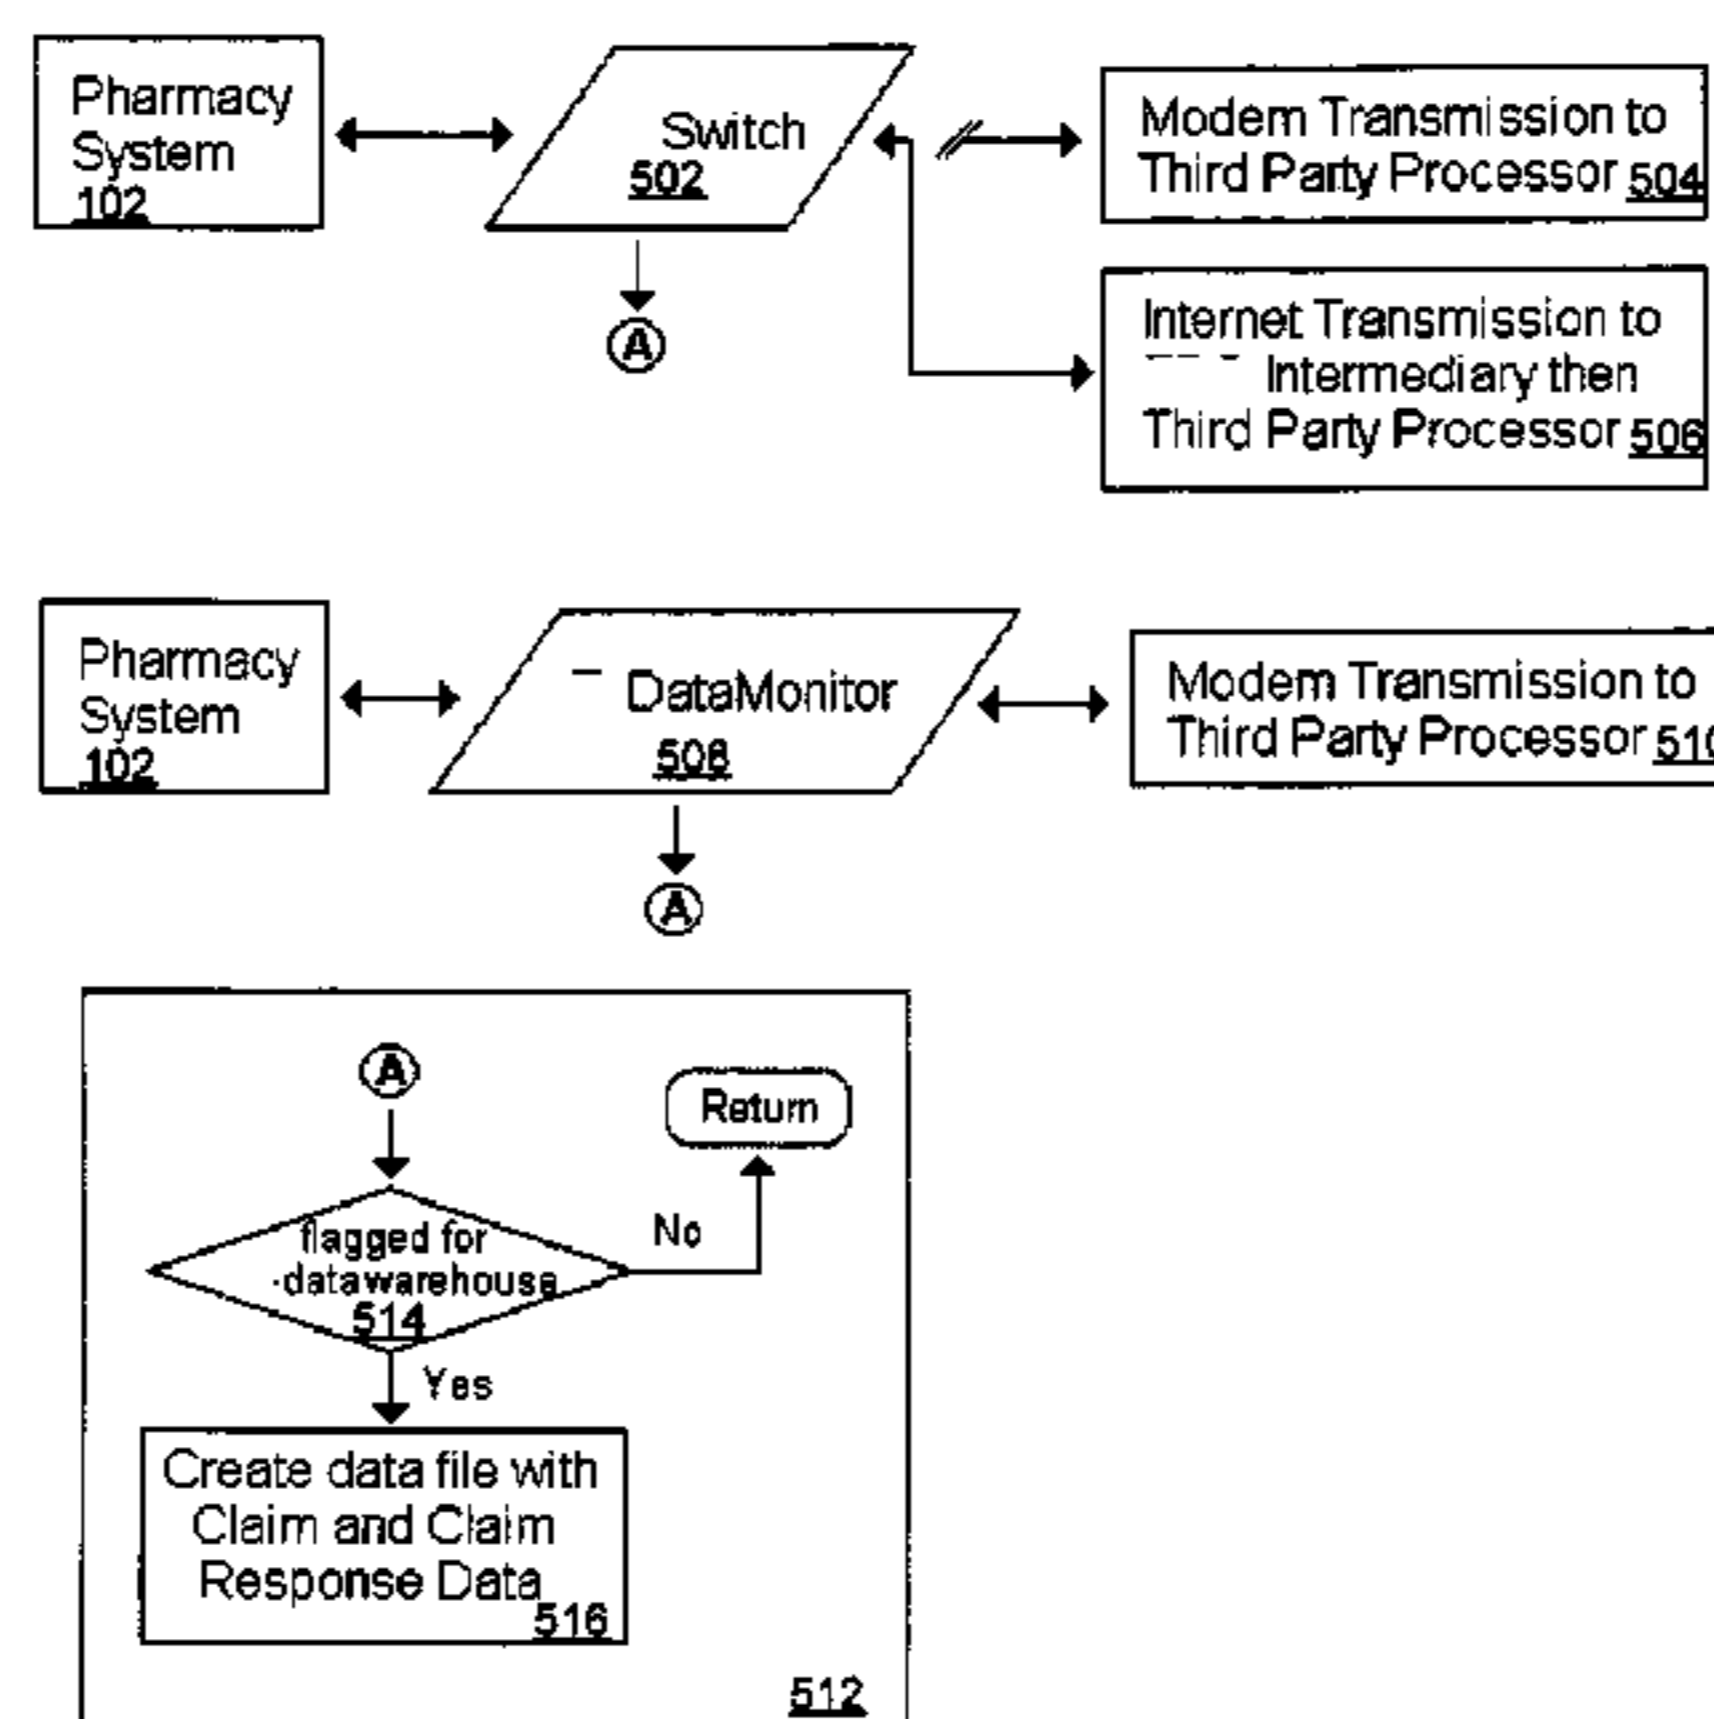 Pharmacy
System
102
Switch
502
Modem Transmission to
Third Party Processor 504
A
Internet Transmission to
Intermediary then
Third Party Processor 506
Pharmacy
System
102
DataMonitor
508
Modem Transmission to
Third Party Processor 510
A
A
Return
flagged for
datawarehouse
514
No
Yes
Create data file with
Claim and Claim
Response Data
516
512